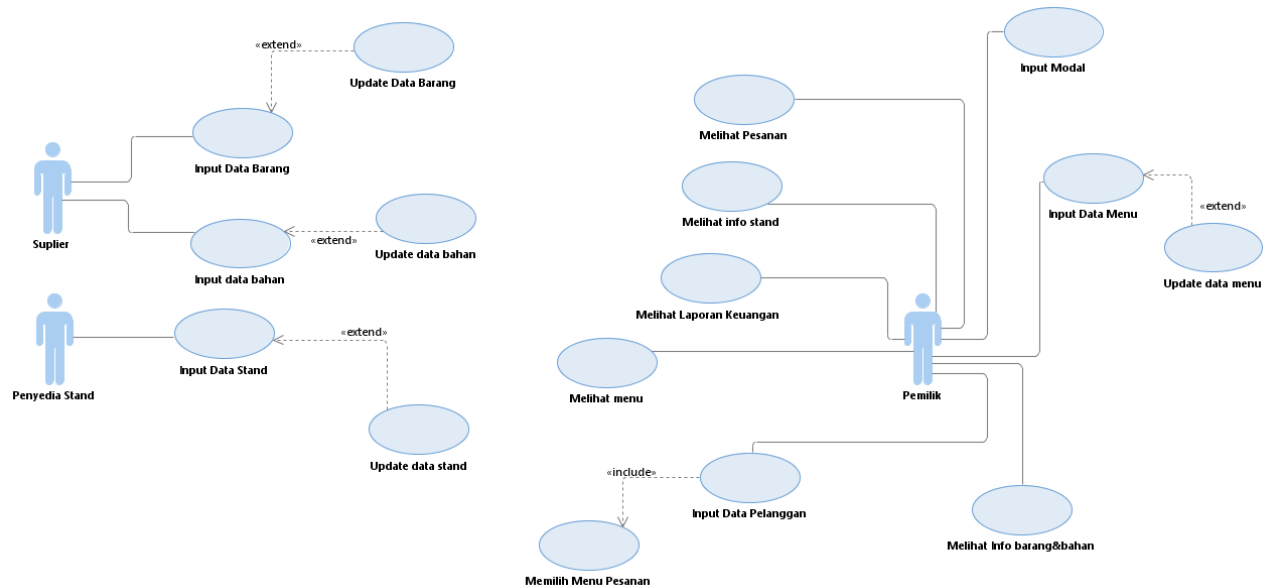 «extend»
Update Data Barang
Input Data Barang
Suplier
«extend»
Update data bahan
Input data bahan
Penyedia Stand
Input Data Stand
«extend»
Update data stand
Input Modal
Melihat Pesanan
Melihat info stand
Input Data Menu
«extend»
Update data menu
Melihat Laporan Keuangan
Melihat menu
Pemilik
«include»
Input Data Pelanggan
Melihat Info barang&bahan
Memilih Menu Pesanan